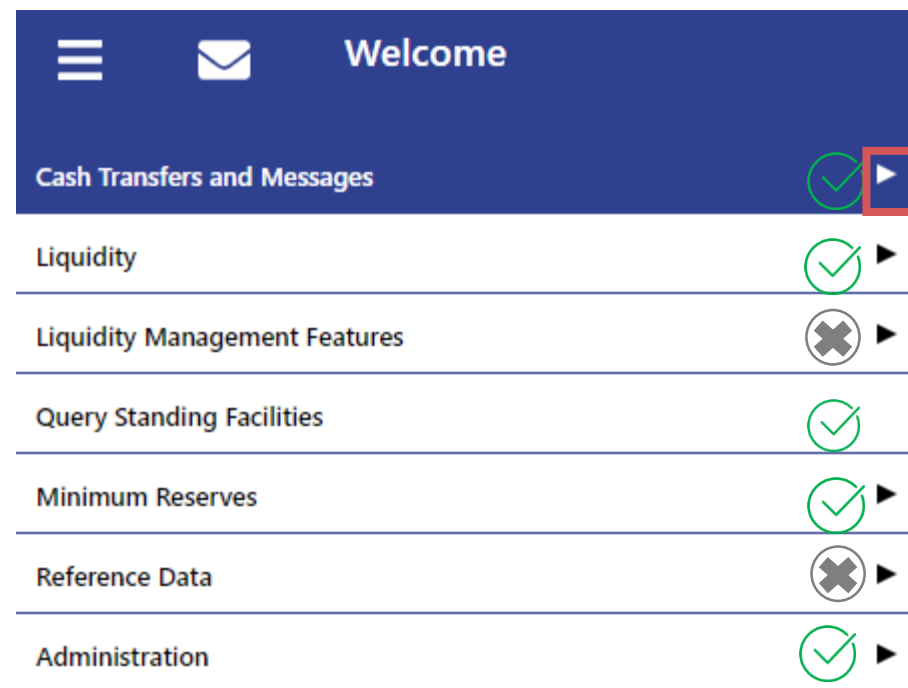 Welcome
Cash Transfers and Messages
Liquidity
Liquidity Management Features
Query Standing Facilities
Minimum Reserves
Reference Data
Administration